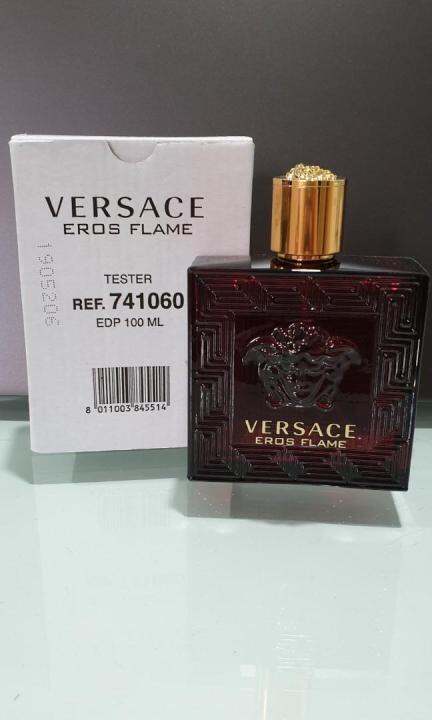 VERSACE
EROS FLAME
1905206
TESTER
REF. 741060
EDP 100 ML
8 011003 845514
VERSACE
EROS FLAME